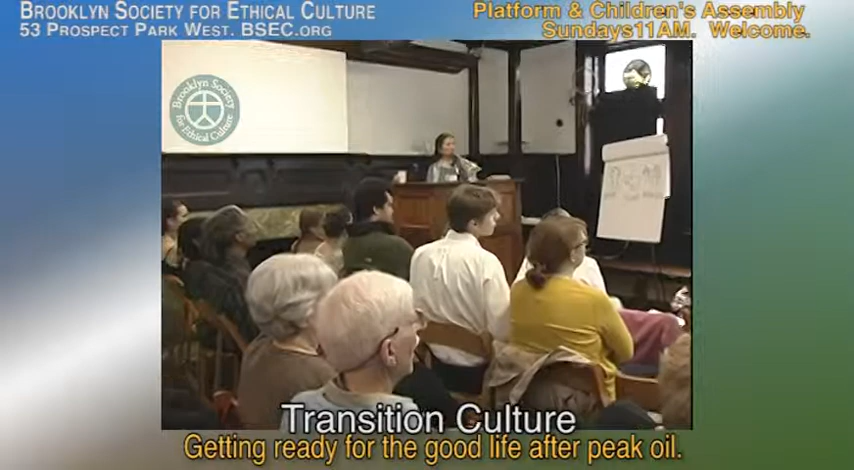 Brooklyn Society for Ethical Culture
53 Prospect Park West. BSEC.org
Platform & Children's Assembly
Sundays11AM. Welcome.
Brooklyn Society
for Ethical Culture
Transition Culture
Getting ready for the good life after peak oil.